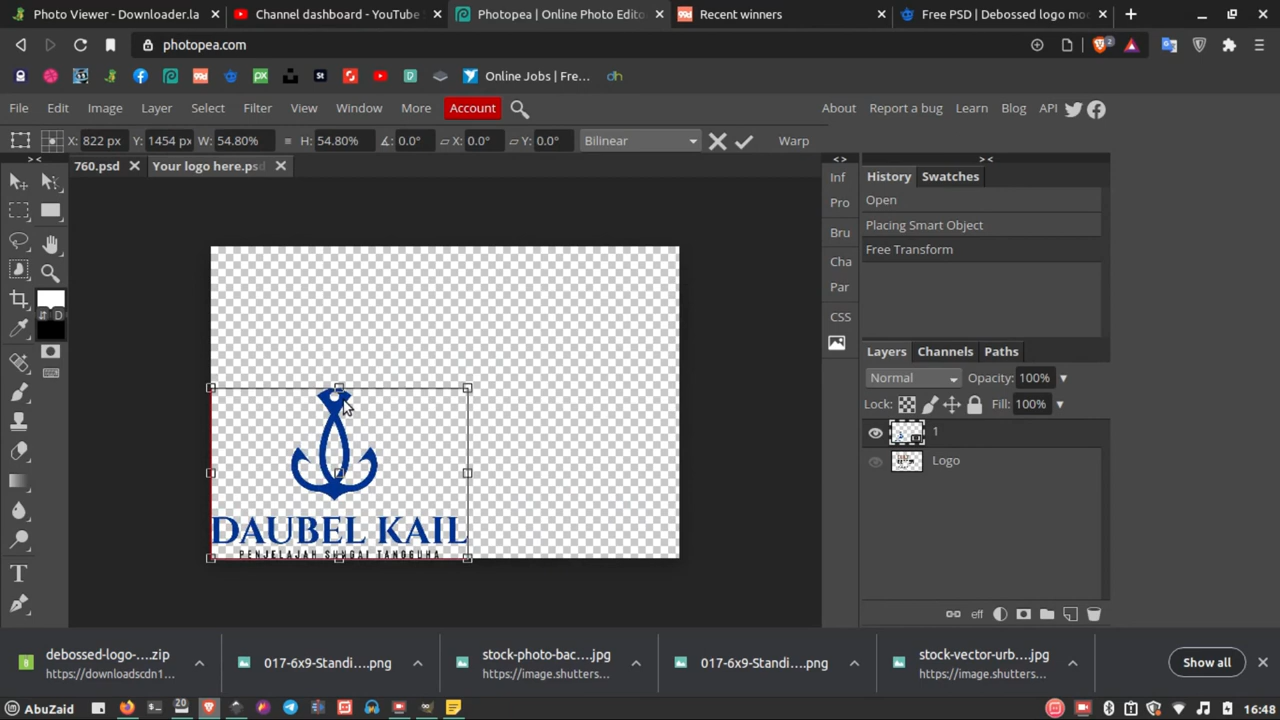 Photo Viewer - Downloader.la
Channel dashboard - YouTube
Photopea | Online Photo Edito
Recent winners
Free PSD | Debossed logo mo
photopea.com
2
Online Jobs | Fre...
File Edit Image Layer Select Filter View Window More Account
About Report a bug Learn Blog API
X: 822 px Y: 1454 px W: 54.80% H: 54.80% ∡: 0.0° X: 0.0° Y: 0.0° Bilinear Warp
760.psd Your logo here.psd
> < < >
> <
Inf
Pro
Bru
Cha
Par
CSS
History Swatches
Open
Placing Smart Object
Free Transform
Layers Channels Paths
Normal Opacity: 100%
Lock: Fill: 100%
1
Logo
eff
D
T
DAUBEL KAIL
PENJELAJAH SUNGAI TANGGUHA
debossed-logo-....zip
https://downloadscdn1...
017-6x9-Standi....png
stock-photo-bac....jpg
https://image.shutters...
017-6x9-Standi....png
stock-vector-urb....jpg
https://image.shutters...
Show all
AbuZaid
20
16:48